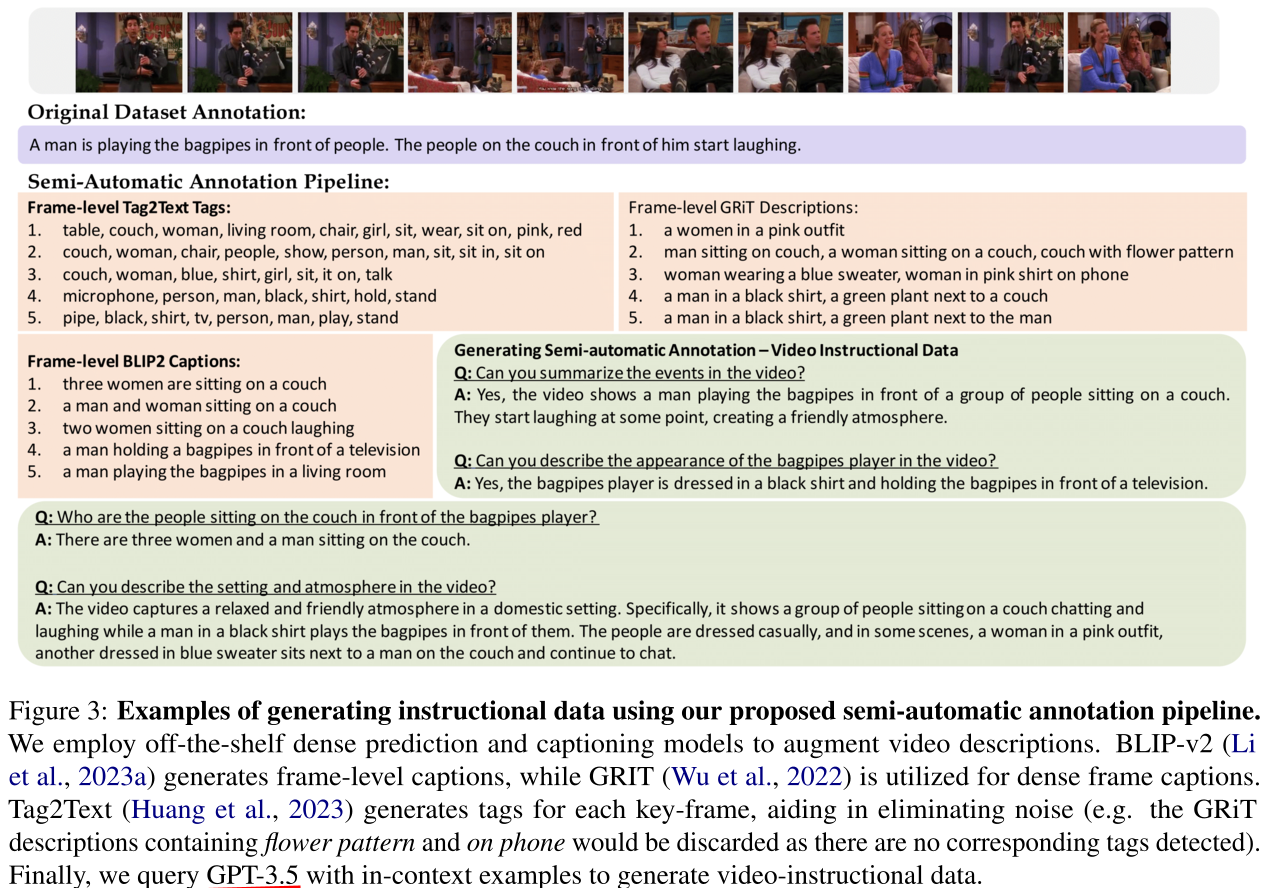 Original Dataset Annotation:
A man is playing the bagpipes in front of people. The people on the couch in front of him start laughing.
Semi-Automatic Annotation Pipeline:
Frame-level Tag2Text Tags:
1. table, couch, woman, living room, chair, girl, sit, wear, sit on, pink, red
2. couch, woman, chair, people, show, person, man, sit, sit in, sit on
3. couch, woman, blue, shirt, girl, sit, it on, talk
4. microphone, person, man, black, shirt, hold, stand
5. pipe, black, shirt, tv, person, man, play, stand
Frame-level GRiT Descriptions:
1. a women in a pink outfit
2. man sitting on couch, a woman sitting on a couch, couch with flower pattern
3. woman wearing a blue sweater, woman in pink shirt on phone
4. a man in a black shirt, a green plant next to a couch
5. a man in a black shirt, a green plant next to the man
Frame-level BLIP2 Captions:
1. three women are sitting on a couch
2. a man and woman sitting on a couch
3. two women sitting on a couch laughing
4. a man holding a bagpipes in front of a television
5. a man playing the bagpipes in a living room
Generating Semi-automatic Annotation – Video Instructional Data
Q: Can you summarize the events in the video?
A: Yes, the video shows a man playing the bagpipes in front of a group of people sitting on a couch.
They start laughing at some point, creating a friendly atmosphere.
Q: Can you describe the appearance of the bagpipes player in the video?
A: Yes, the bagpipes player is dressed in a black shirt and holding the bagpipes in front of a television.
Q: Who are the people sitting on the couch in front of the bagpipes player?
A: There are three women and a man sitting on the couch.
Q: Can you describe the setting and atmosphere in the video?
A: The video captures a relaxed and friendly atmosphere in a domestic setting. Specifically, it shows a group of people sitting on a couch chatting and
laughing while a man in a black shirt plays the bagpipes in front of them. The people are dressed casually, and in some scenes, a woman in a pink outfit,
another dressed in blue sweater sits next to a man on the couch and continue to chat.
Figure 3: Examples of generating instructional data using our proposed semi-automatic annotation pipeline.
We employ off-the-shelf dense prediction and captioning models to augment video descriptions. BLIP-v2 (Li
et al., 2023a) generates frame-level captions, while GRIT (Wu et al., 2022) is utilized for dense frame captions.
Tag2Text (Huang et al., 2023) generates tags for each key-frame, aiding in eliminating noise (e.g. the GRiT
descriptions containing flower pattern and on phone would be discarded as there are no corresponding tags detected).
Finally, we query GPT-3.5 with in-context examples to generate video-instructional data.